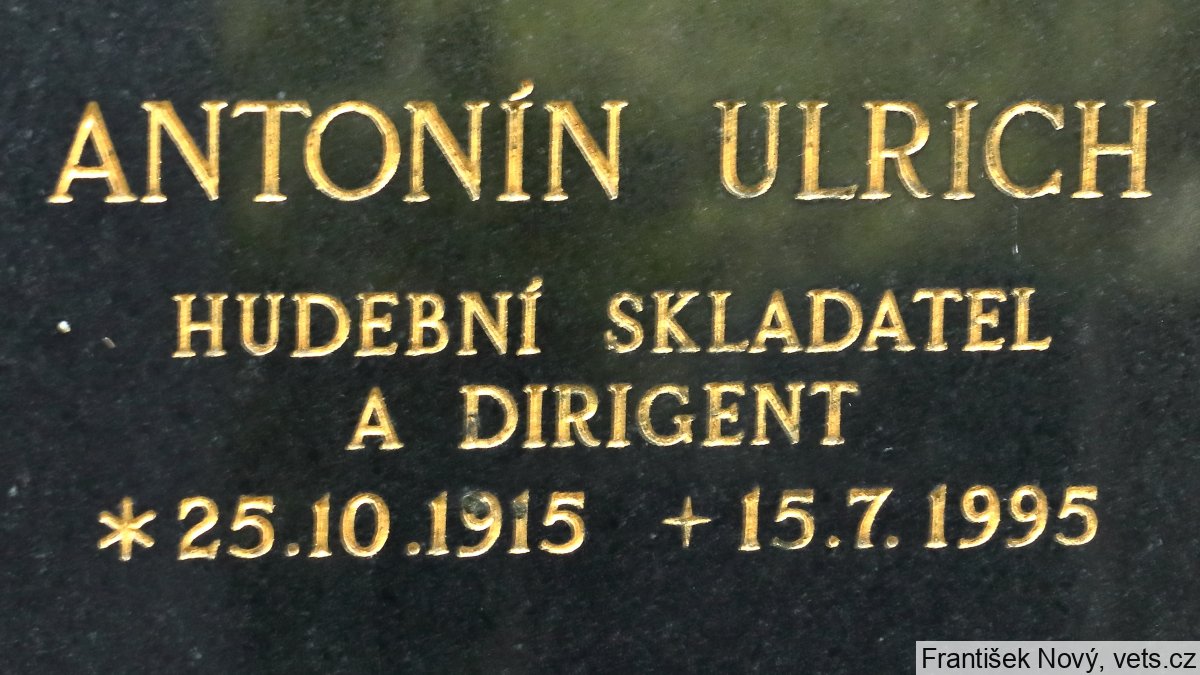 ANTONÍN ULRICH
HUDEBNÍ SKLADATEL
A DIRIGENT
*25.10.1915 +15.7.1995
František Nový, vets.cz